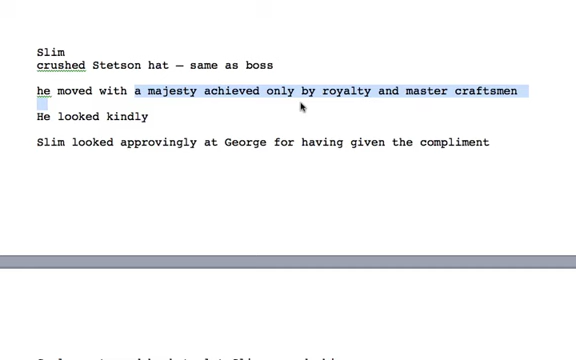 Slim
crushed Stetson hat – same as boss
he moved with a majesty achieved only by royalty and master craftsmen
He looked kindly
Slim looked approvingly at George for having given the compliment